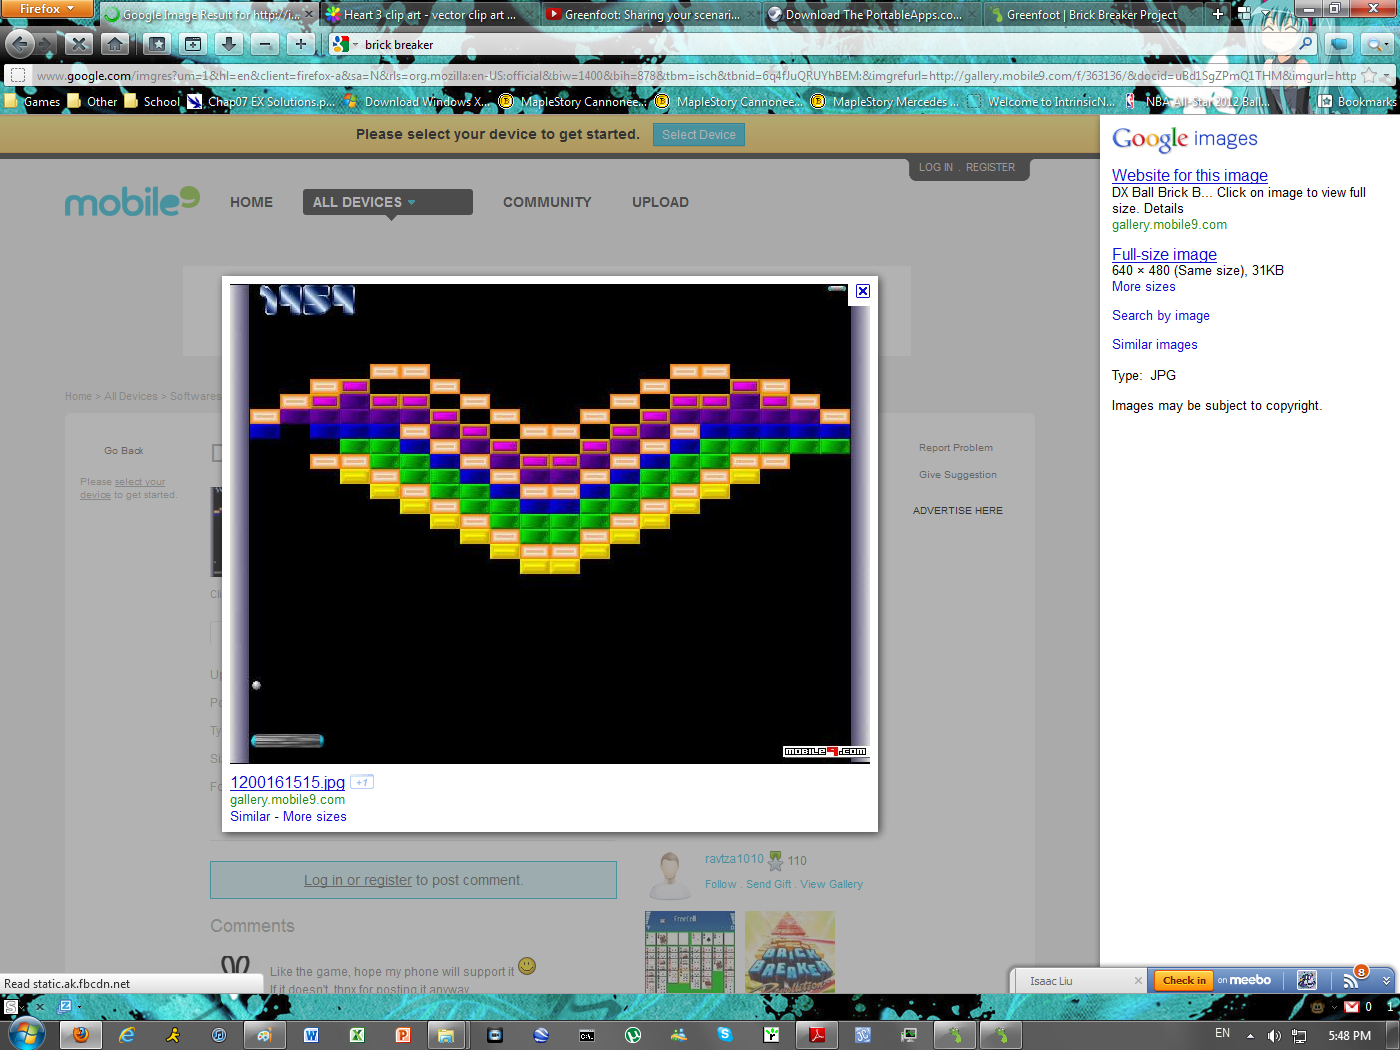 Firefox
Google Image Result for http://i...
Heart 3 clip art - vector clip art ...
Greenfoot: Sharing your scenari...
Download The PortableApps.co...
Greenfoot | Brick Breaker Project
brick breaker
www.google.com/imgres?um=1&hl=en&client=firefox-a&sa=N&rls=org.mozilla:en-US:official&biw=1400&bih=878&tbm=isch&tbnid=6q4fJuQRUYhBEM:&imgrefurl=http://gallery.mobile9.com/f/363136/&docid=uBd1SgZPmQ1THM&imgurl=http
Games
Other
School
Chap07 EX Solutions.p...
Download Windows X...
MapleStory Cannonee...
MapleStory Cannonee...
MapleStory Mercedes ...
Welcome to IntrinsicN...
NBA All-Star 2012 Ball...
Bookmarks
Please select your device to get started.
Select Device
LOG IN . REGISTER
mobile9
HOME
ALL DEVICES
COMMUNITY
UPLOAD
Google images
Website for this image
DX Ball Brick B... Click on image to view full
size. Details
gallery.mobile9.com
Full-size image
640 × 480 (Same size), 31KB
More sizes
Search by image
Similar images
Type: JPG
Images may be subject to copyright.
1959
Home > All Devices > Softwares
Go Back
Please select your
device to get started.
Report Problem
Give Suggestion
ADVERTISE HERE
MOBILE9.COM
1200161515.jpg
+1
gallery.mobile9.com
Similar - More sizes
Log in or register to post comment.
Comments
Like the game, hope my phone will support it
If it doesn't, thnx for posting it anyway
ravtza1010
110
Follow . Send Gift . View Gallery
FreeCell
BRICK
BREAKER
Read static.ak.fbcdn.net
Isaac Liu
Check in
on meebo
8
0
1
EN
5:48 PM